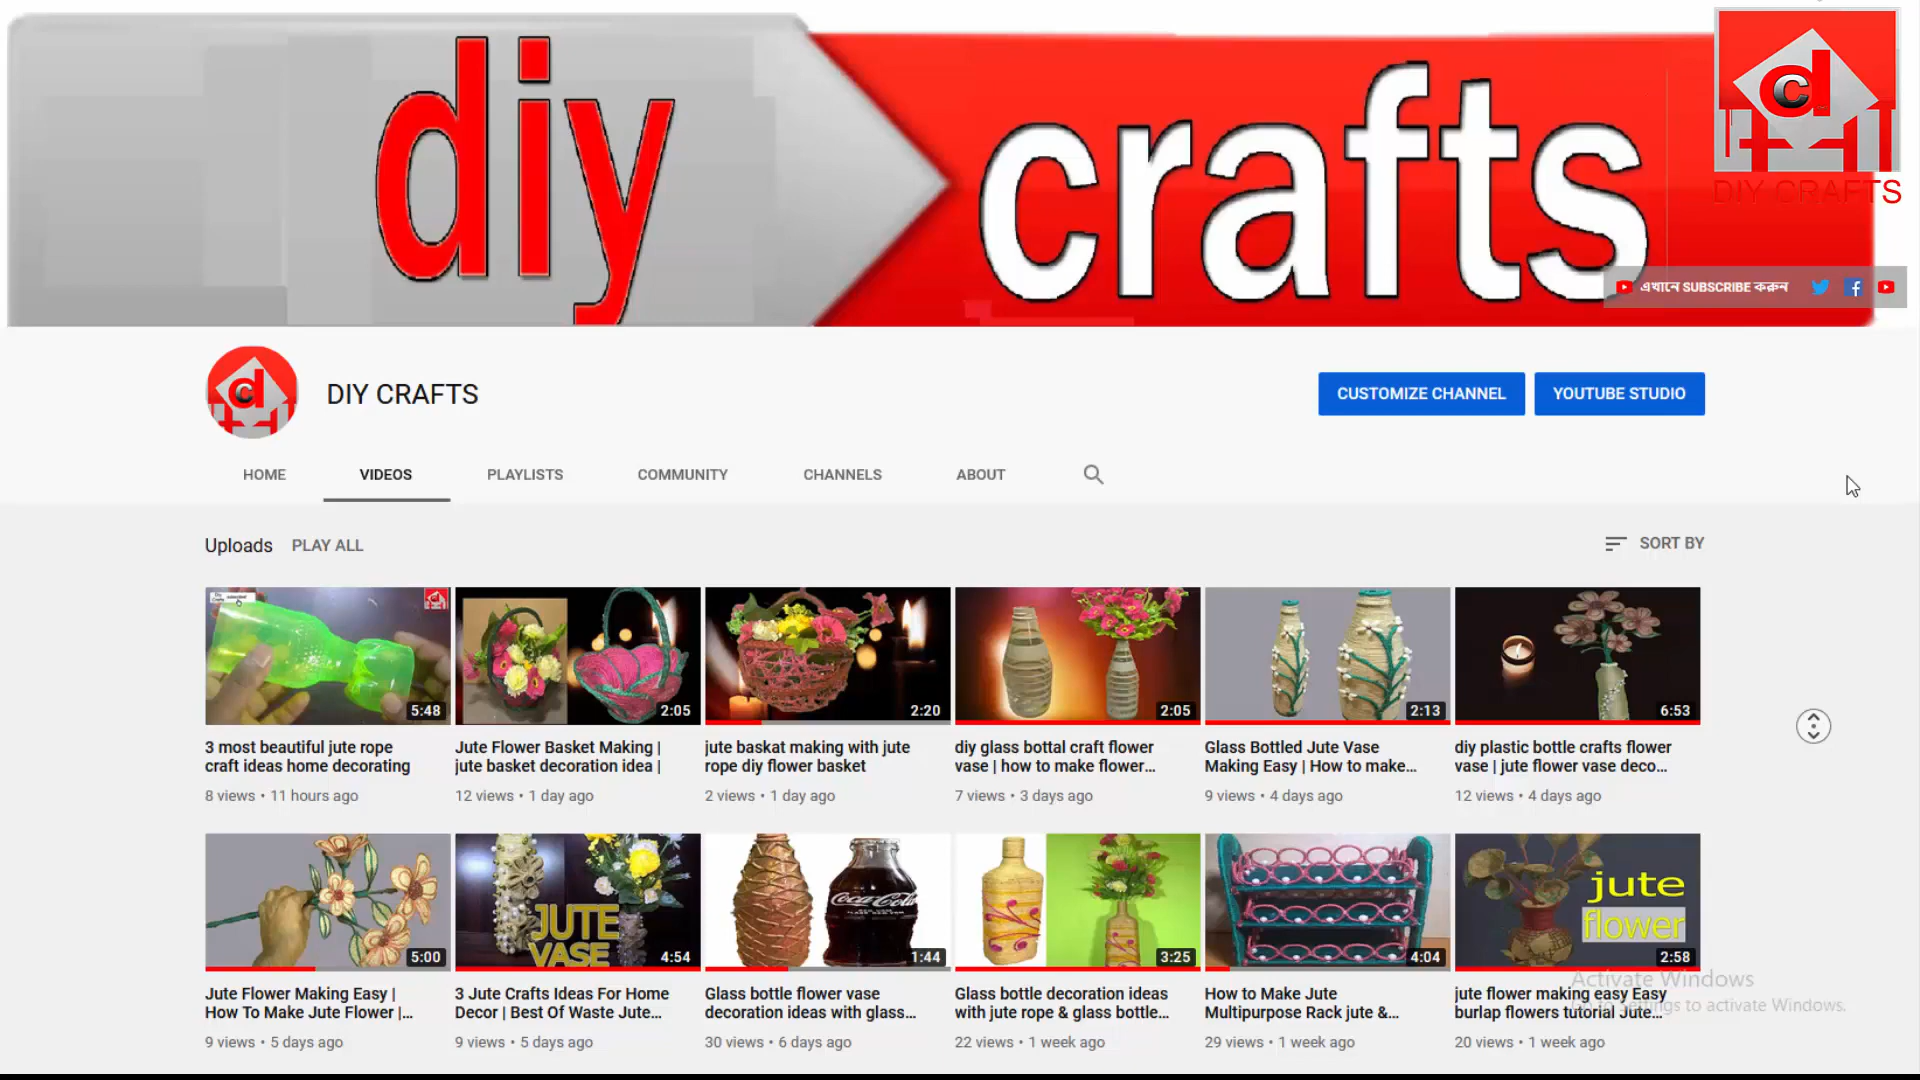 diy crafts
dc
DIY CRAFTS
এখানে SUBSCRIBE করুন
DIY CRAFTS
CUSTOMIZE CHANNEL
YOUTUBE STUDIO
HOME
VIDEOS
PLAYLISTS
COMMUNITY
CHANNELS
ABOUT
Uploads
PLAY ALL
SORT BY
5:48
2:05
2:20
2:05
2:13
6:53
3 most beautiful jute rope
craft ideas home decorating
8 views • 11 hours ago
Jute Flower Basket Making |
jute basket decoration idea |
12 views • 1 day ago
jute baskat making with jute
rope diy flower basket
2 views • 1 day ago
diy glass bottal craft flower
vase | how to make flower...
7 views • 3 days ago
Glass Bottled Jute Vase
Making Easy | How to make...
9 views • 4 days ago
diy plastic bottle crafts flower
vase | jute flower vase deco...
12 views • 4 days ago
5:00
JUTE
VASE
4:54
Coca-Cola
1:44
3:25
4:04
jute
flower
2:58
Jute Flower Making Easy |
How To Make Jute Flower |...
9 views • 5 days ago
3 Jute Crafts Ideas For Home
Decor | Best Of Waste Jute...
9 views • 5 days ago
Glass bottle flower vase
decoration ideas with glass...
30 views • 6 days ago
Glass bottle decoration ideas
with jute rope & glass bottle...
22 views • 1 week ago
How to Make Jute
Multipurpose Rack jute &...
29 views • 1 week ago
jute flower making easy Easy
burlap flowers tutorial Jute...
20 views • 1 week ago
Activate Windows
Go to Settings to activate Windows.